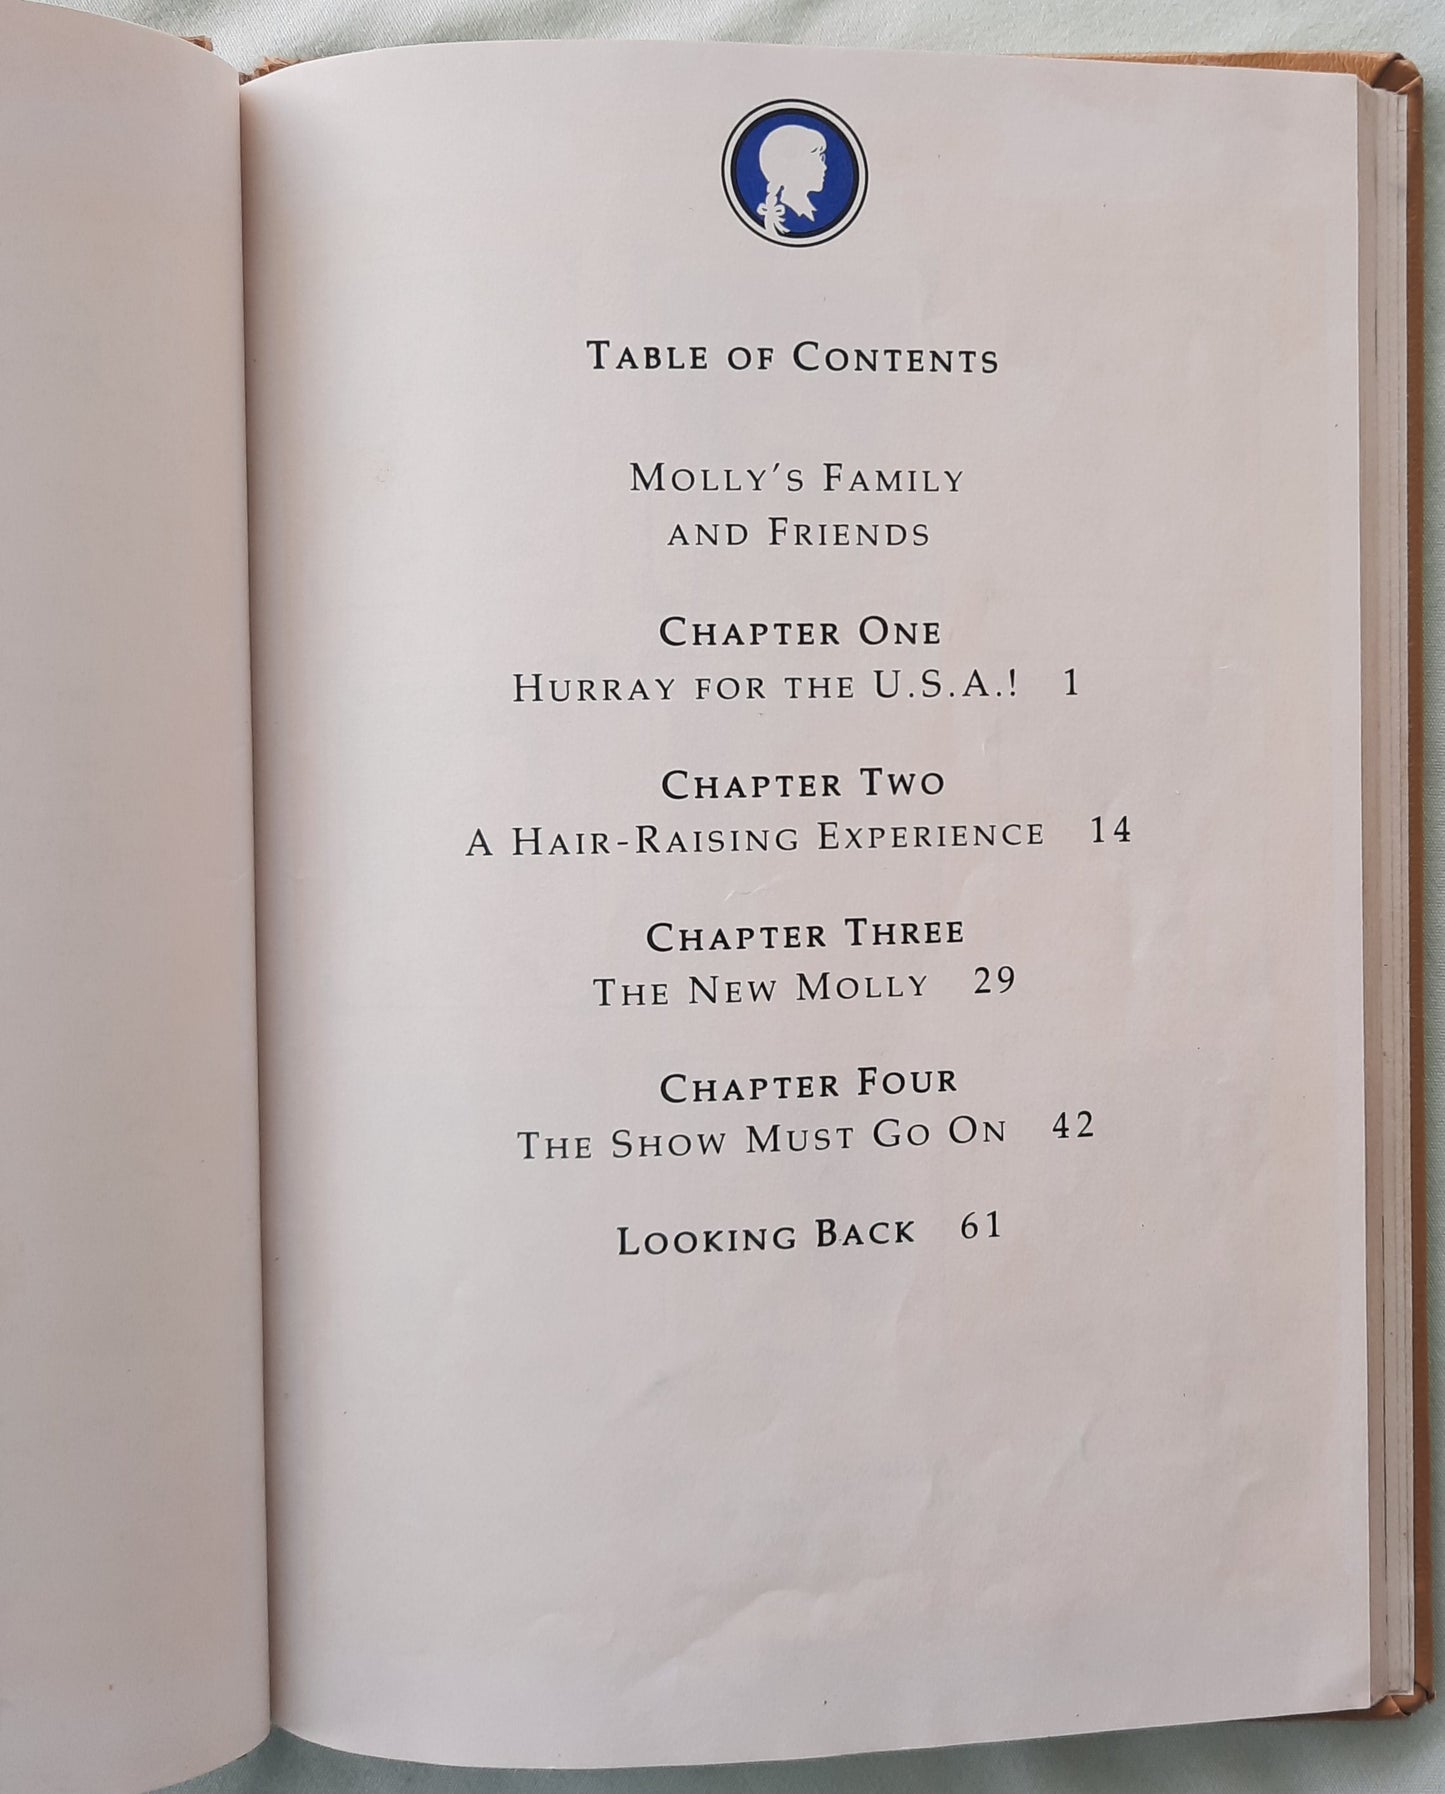 TABLE OF CONTENTS
MOLLY'S FAMILY
AND FRIENDS
CHAPTER ONE
HURRAY FOR THE U.S.A.! 1
CHAPTER TWO
A HAIR-RAISING EXPERIENCE 14
CHAPTER THREE
THE NEW MOLLY 29
CHAPTER FOUR
THE SHOW MUST GO ON 42
LOOKING BACK 61